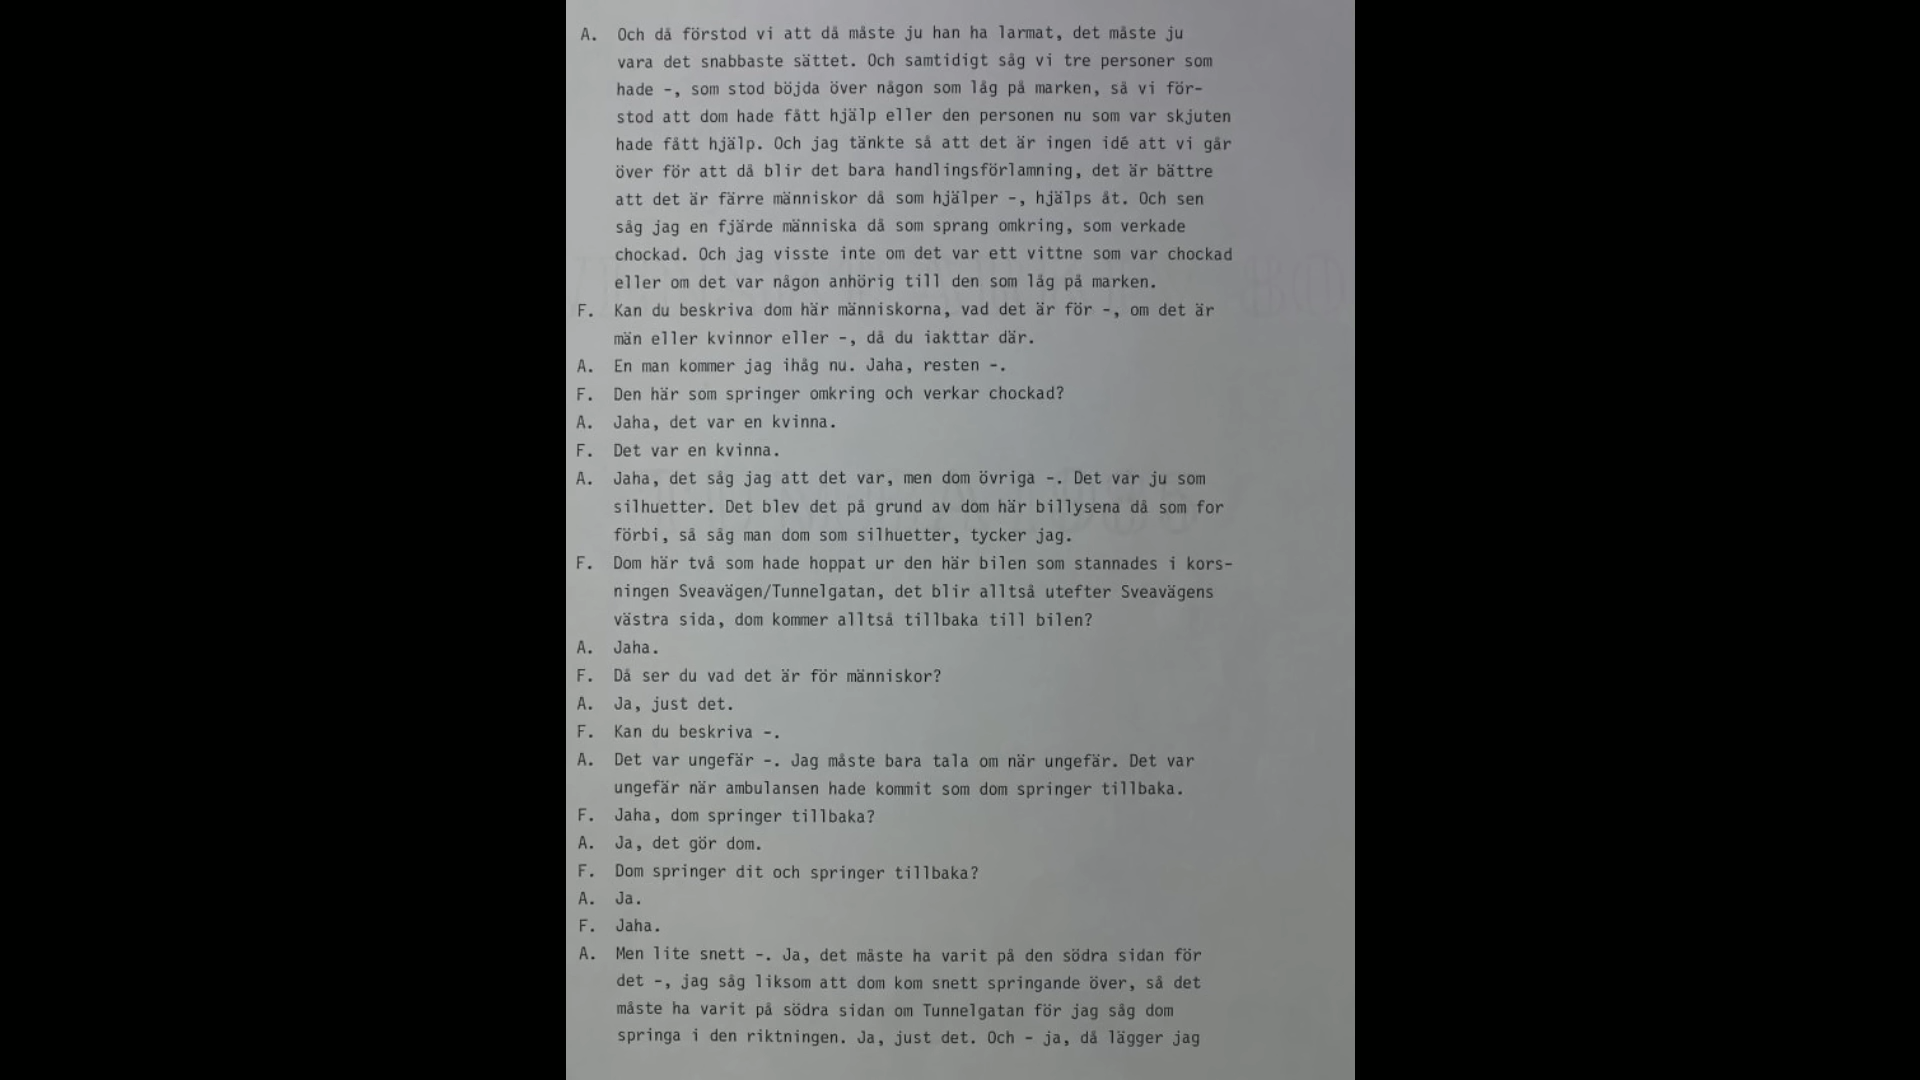 A. Och då förstod vi att då måste ju han ha larmat, det måste ju
vara det snabbaste sättet. Och samtidigt såg vi tre personer som
hade -, som stod böjda över någon som låg på marken, så vi för-
stod att dom hade fått hjälp eller den personen nu som var skjuten
hade fått hjälp. Och jag tänkte så att det är ingen idé att vi går
över för att då blir det bara handlingsförlamning, det är bättre
att det är färre människor då som hjälper -, hjälps åt. Och sen
såg jag en fjärde människa då som sprang omkring, som verkade
chockad. Och jag visste inte om det var ett vittne som var chockad
eller om det var någon anhörig till den som låg på marken.
F. Kan du beskriva dom här människorna, vad det är för -, om det är
män eller kvinnor eller -, då du iakttar där.
A. En man kommer jag ihåg nu. Jaha, resten -.
F. Den här som springer omkring och verkar chockad?
A. Jaha, det var en kvinna.
F. Det var en kvinna.
A. Jaha, det såg jag att det var, men dom övriga -. Det var ju som
silhuetter. Det blev det på grund av dom här billysena då som for
förbi, så såg man dom som silhuetter, tycker jag.
F. Dom här två som hade hoppat ur den här bilen som stannades i kors-
ningen Sveavägen/Tunnelgatan, det blir alltså utefter Sveavägens
västra sida, dom kommer alltså tillbaka till bilen?
A. Jaha.
F. Då ser du vad det är för människor?
A. Ja, just det.
F. Kan du beskriva -.
A. Det var ungefär -. Jag måste bara tala om när ungefär. Det var
ungefär när ambulansen hade kommit som dom springer tillbaka.
F. Jaha, dom springer tillbaka?
A. Ja, det gör dom.
F. Dom springer dit och springer tillbaka?
A. Ja.
F. Jaha.
A. Men lite snett -. Ja, det måste ha varit på den södra sidan för
det -, jag såg liksom att dom kom snett springande över, så det
måste ha varit på södra sidan om Tunnelgatan för jag såg dom
springa i den riktningen. Ja, just det. Och - ja, då lägger jag